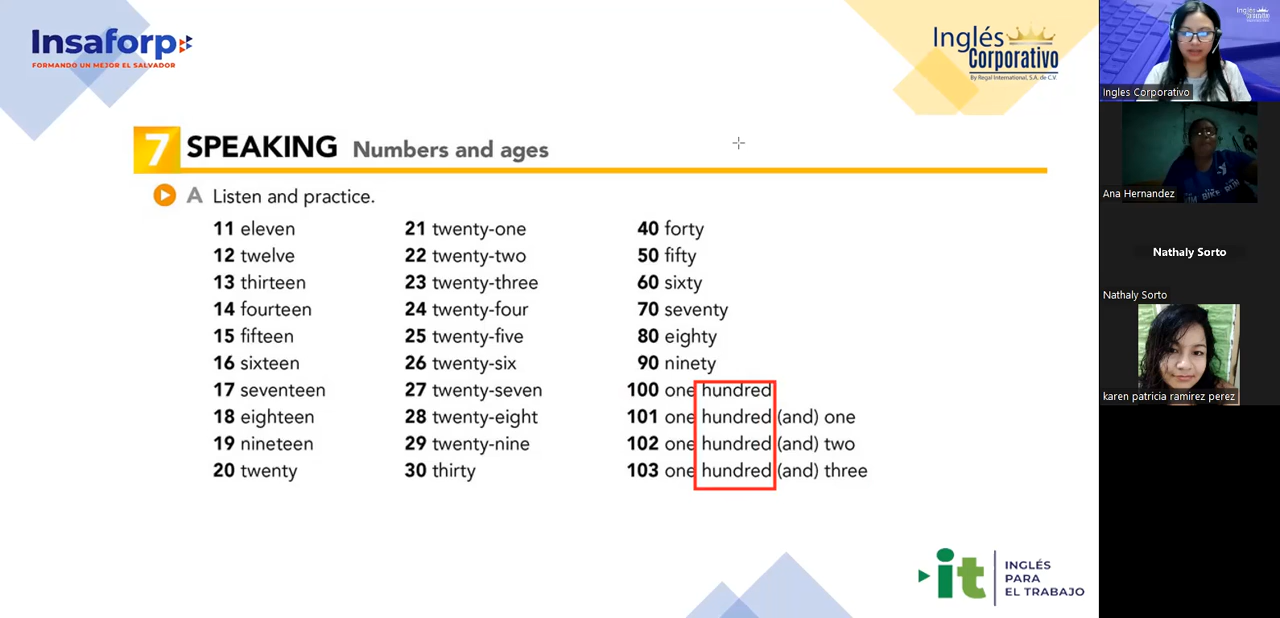 Insaforp
FORMANDO UN MEJOR EL SALVADOR
Inglés
Corporativo
By Regal International, S.A. de C.V.
7 SPEAKING Numbers and ages
A Listen and practice.
11 eleven
12 twelve
13 thirteen
14 fourteen
15 fifteen
16 sixteen
17 seventeen
18 eighteen
19 nineteen
20 twenty
21 twenty-one
22 twenty-two
23 twenty-three
24 twenty-four
25 twenty-five
26 twenty-six
27 twenty-seven
28 twenty-eight
29 twenty-nine
30 thirty
40 forty
50 fifty
60 sixty
70 seventy
80 eighty
90 ninety
100 one hundred
101 one hundred (and) one
102 one hundred (and) two
103 one hundred (and) three
it
INGLÉS
PARA
EL TRABAJO
Inglés
Corporativo
Ingles Corporativo
Ana Hernandez
Nathaly Sorto
Nathaly Sorto
karen patricia ramirez perez